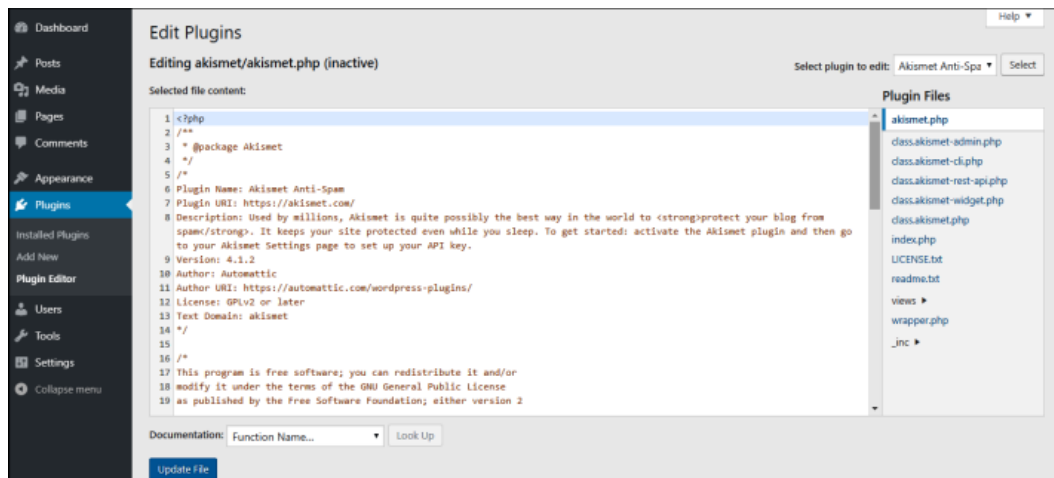 Help ▼
Dashboard
Posts
Media
Pages
Comments
Appearance
Plugins
Installed Plugins
Add New
Plugin Editor
Users
Tools
Settings
Collapse menu
Edit Plugins
Editing akismet/akismet.php (inactive)
Select plugin to edit: Akismet Anti-Spa ▼ Select
Selected file content:
1 <?php
2 /**
3 * @package Akismet
4 */
5 /*
6 Plugin Name: Akismet Anti-Spam
7 Plugin URI: https://akismet.com/
8 Description: Used by millions, Akismet is quite possibly the best way in the world to <strong>protect your blog from
spam</strong>. It keeps your site protected even while you sleep. To get started: activate the Akismet plugin and then go
to your Akismet Settings page to set up your API key.
9 Version: 4.1.2
10 Author: Automattic
11 Author URI: https://automattic.com/wordpress-plugins/
12 License: GPLv2 or later
13 Text Domain: akismet
14 */
15
16 /*
17 This program is free software; you can redistribute it and/or
18 modify it under the terms of the GNU General Public License
19 as published by the Free Software Foundation; either version 2
Plugin Files
akismet.php
class.akismet-admin.php
class.akismet-cli.php
class.akismet-rest-api.php
class.akismet-widget.php
class.akismet.php
index.php
LICENSE.txt
readme.txt
views ▶
wrapper.php
_inc ▶
Documentation: Function Name... ▼ Look Up
Update File